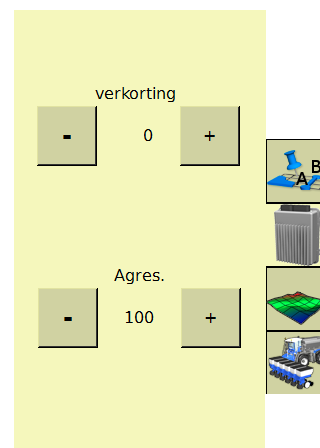 verkorting
- 0 +
Agres.
- 100 +
A B